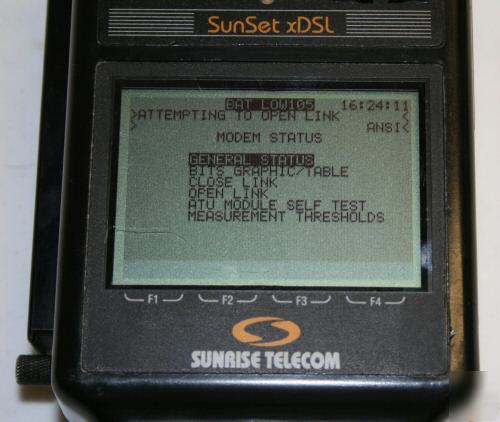 SunSet xDSL
BAT LOW105 16:24:11
>ATTEMPTING TO OPEN LINK <
> ANSI<
MODEM STATUS
GENERAL STATUS
BITS GRAPHIC/TABLE
CLOSE LINK
OPEN LINK
ATU MODULE SELF TEST
MEASUREMENT THRESHOLDS
F1 F2 F3 F4
SUNRISE TELECOM